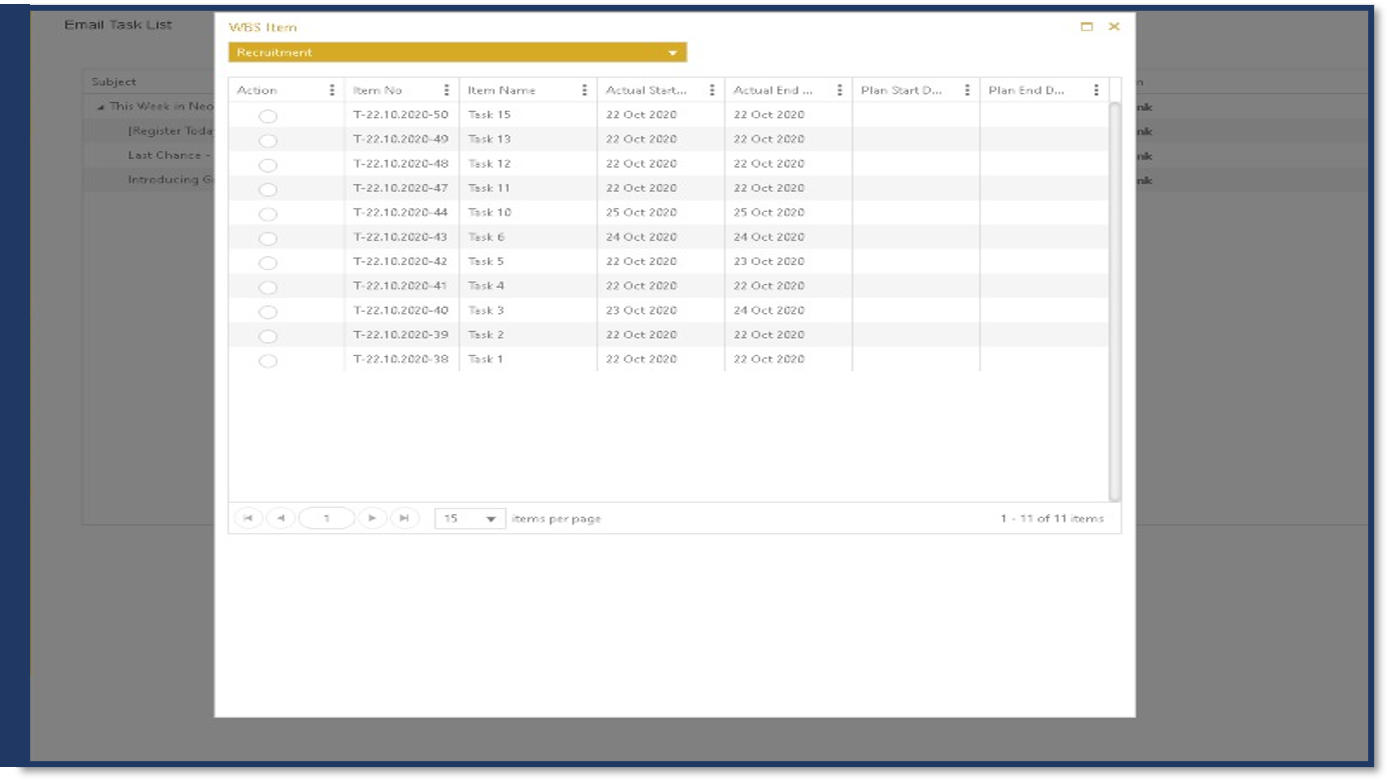 Email Task List
WBS Item
Recruitment
Subject
Action Item No Item Name Actual Start... Actual End ... Plan Start D... Plan End D...
This Week in Neo
[Register Toda
Last Chance -
Introducing G
T-22.10.2020-50 Task 15 22 Oct 2020 22 Oct 2020
T-22.10.2020-49 Task 13 22 Oct 2020 22 Oct 2020
T-22.10.2020-48 Task 12 22 Oct 2020 22 Oct 2020
T-22.10.2020-47 Task 11 22 Oct 2020 22 Oct 2020
T-22.10.2020-44 Task 10 25 Oct 2020 25 Oct 2020
T-22.10.2020-43 Task 6 24 Oct 2020 24 Oct 2020
T-22.10.2020-42 Task 5 22 Oct 2020 23 Oct 2020
T-22.10.2020-41 Task 4 22 Oct 2020 22 Oct 2020
T-22.10.2020-40 Task 3 23 Oct 2020 24 Oct 2020
T-22.10.2020-39 Task 2 22 Oct 2020 22 Oct 2020
T-22.10.2020-38 Task 1 22 Oct 2020 22 Oct 2020
n
nk
nk
nk
nk
1 15 items per page 1 - 11 of 11 items